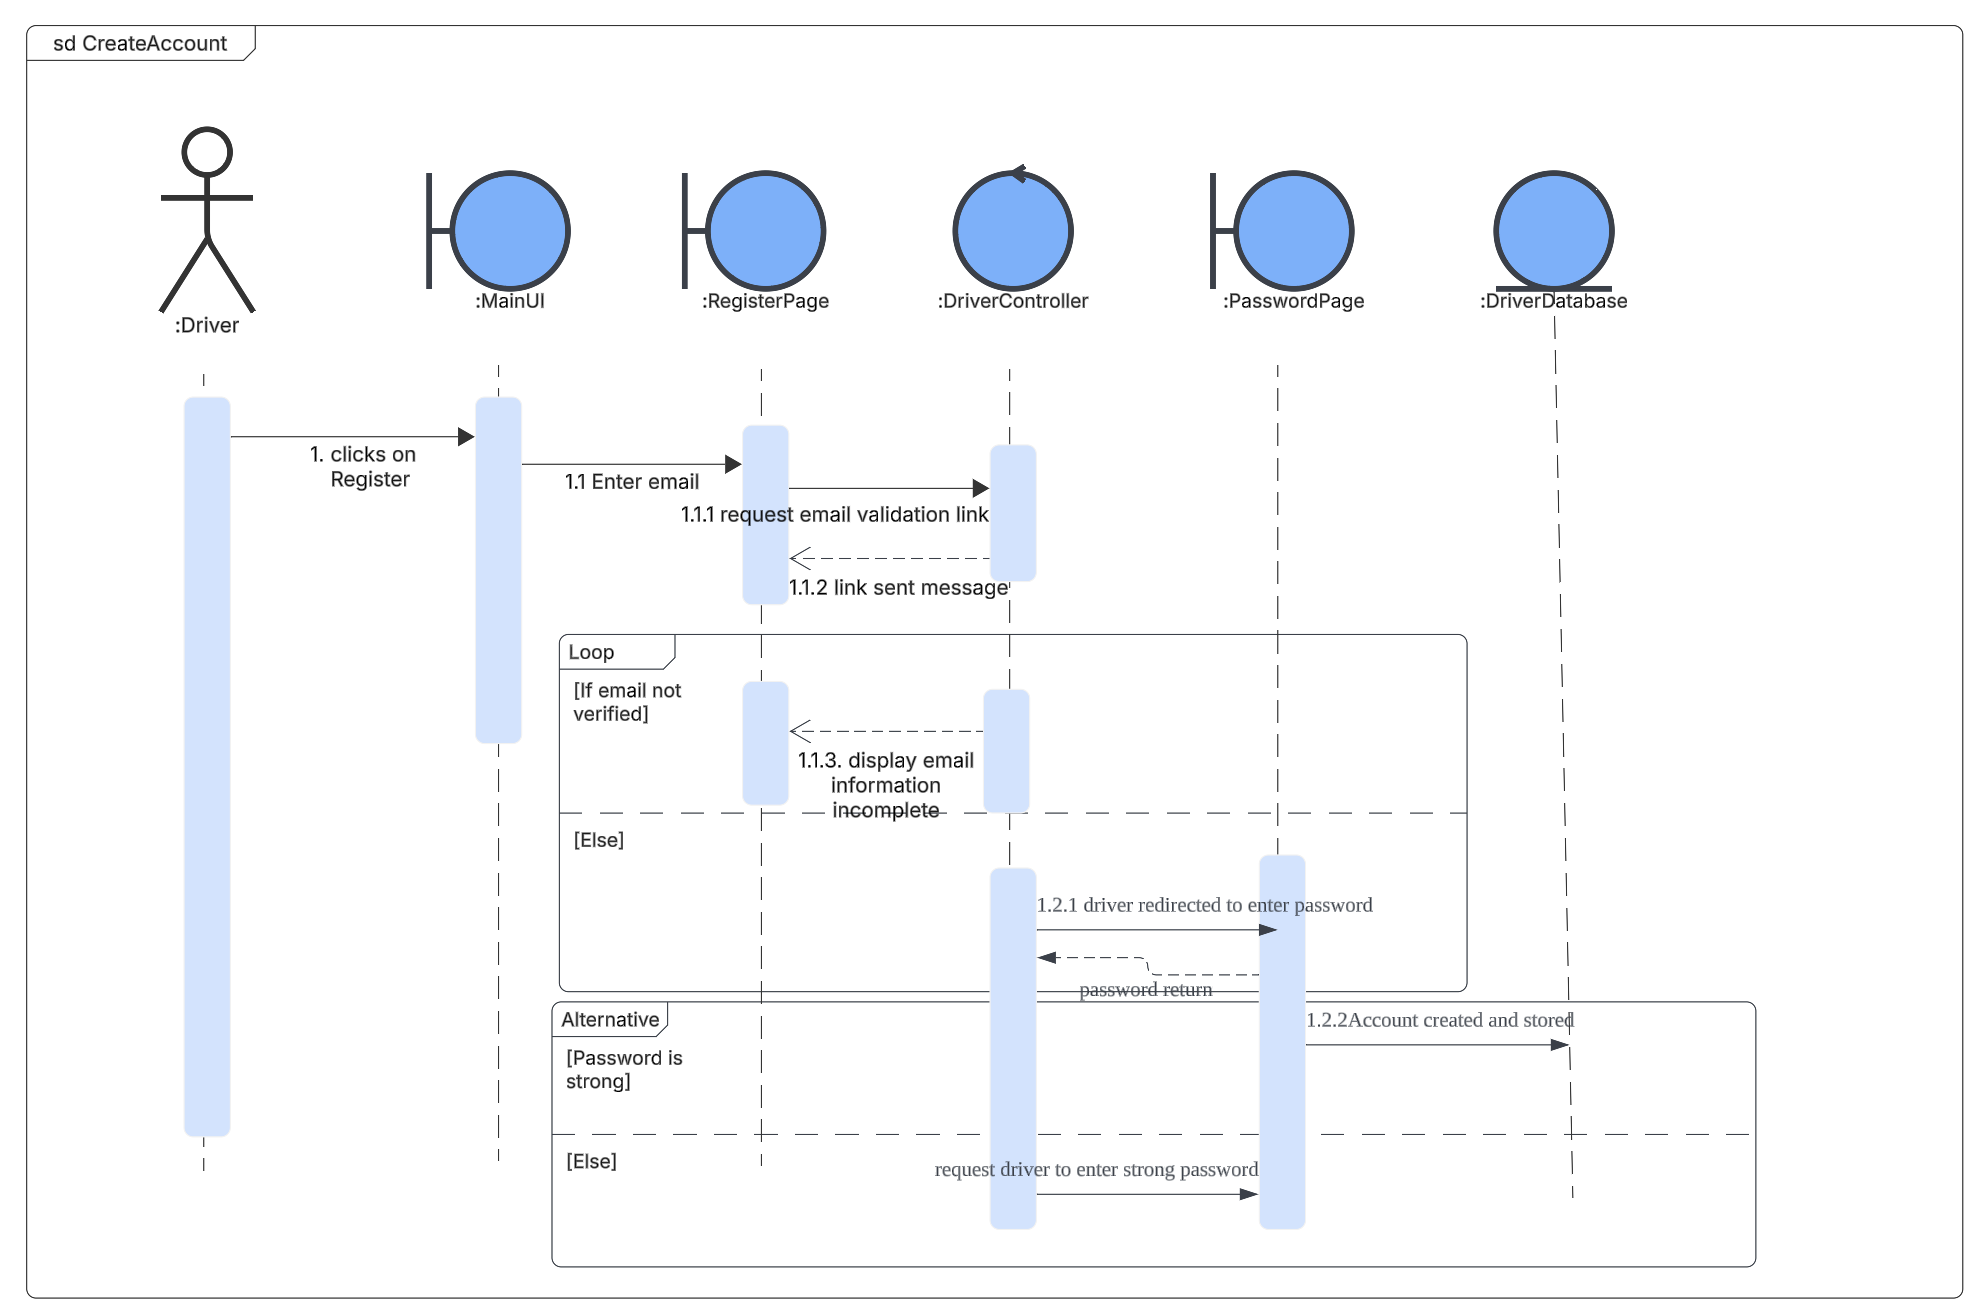 sd CreateAccount
:Driver
:MainUI
:RegisterPage
:DriverController
:PasswordPage
:DriverDatabase
1. clicks on
Register
1.1 Enter email
1.1.1 request email validation link
1.1.2 link sent message
Loop
[If email not
verified]
1.1.3. display email
information
incomplete
[Else]
1.2.1 driver redirected to enter password
password return
Alternative
1.2.2Account created and stored
[Password is
strong]
[Else]
request driver to enter strong password